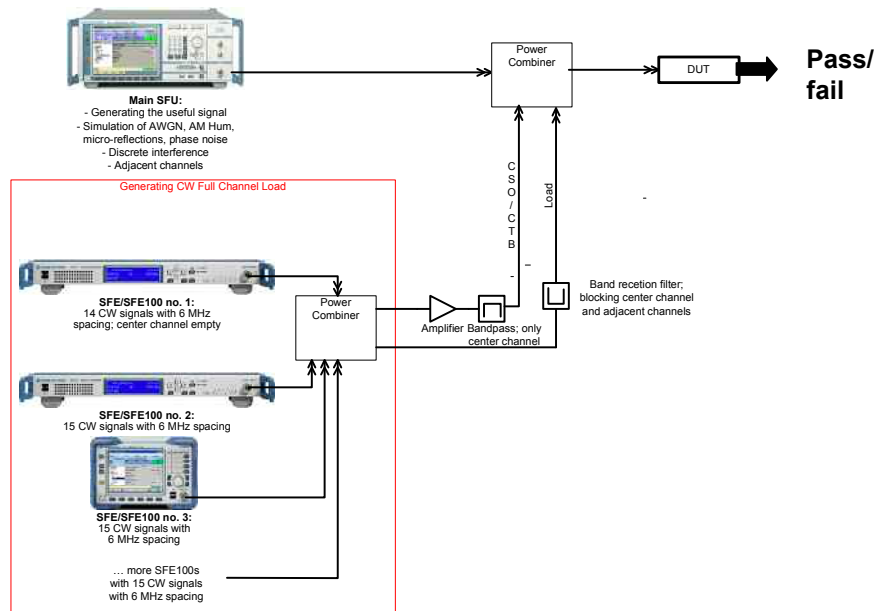 Power
Combiner
DUT
Pass/
fail
Main SFU:
- Generating the useful signal
- Simulation of AWGN, AM Hum,
micro-reflections, phase noise
- Discrete interference
- Adjacent channels
CSO/CTB
Load
-
-
-
Generating CW Full Channel Load
SFE/SFE100 no. 1:
14 CW signals with 6 MHz
spacing; center channel empty
Power
Combiner
Amplifier Bandpass; only
center channel
Band recetion filter;
blocking center channel
and adjacent channels
SFE/SFE100 no. 2:
15 CW signals with 6 MHz spacing
SFE/SFE100 no. 3:
15 CW signals with
6 MHz spacing
... more SFE100s
with 15 CW signals
with 6 MHz spacing